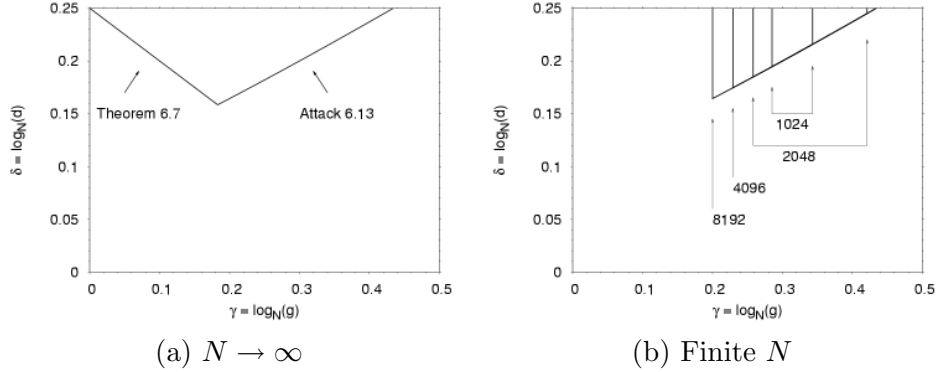 0.25
0.2
0.15
0.1
0.05
0
δ = log_N(d)
Theorem 6.7
Attack 6.13
0 0.1 0.2 0.3 0.4 0.5
γ = log_N(g)
(a) N → ∞
0.25
0.2
0.15
0.1
0.05
0
δ = log_N(d)
1024
2048
4096
8192
0 0.1 0.2 0.3 0.4 0.5
γ = log_N(g)
(b) Finite N